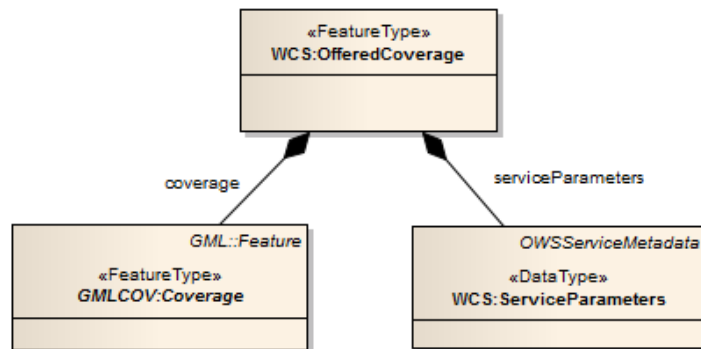 «FeatureType»
WCS:OfferedCoverage
coverage
serviceParameters
GML::Feature
«FeatureType»
GMLCOV:Coverage
OWSServiceMetadata
«DataType»
WCS:ServiceParameters